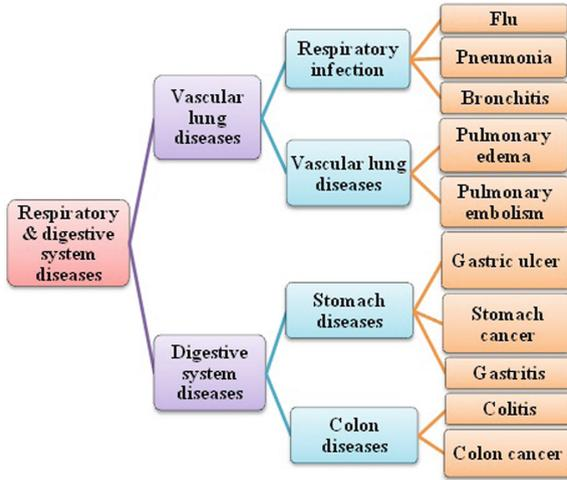 Respiratory
& digestive
system
diseases
Vascular
lung
diseases
Digestive
system
diseases
Respiratory
infection
Vascular lung
diseases
Stomach
diseases
Colon
diseases
Flu
Pneumonia
Bronchitis
Pulmonary
edema
Pulmonary
embolism
Gastric ulcer
Stomach
cancer
Gastritis
Colitis
Colon cancer